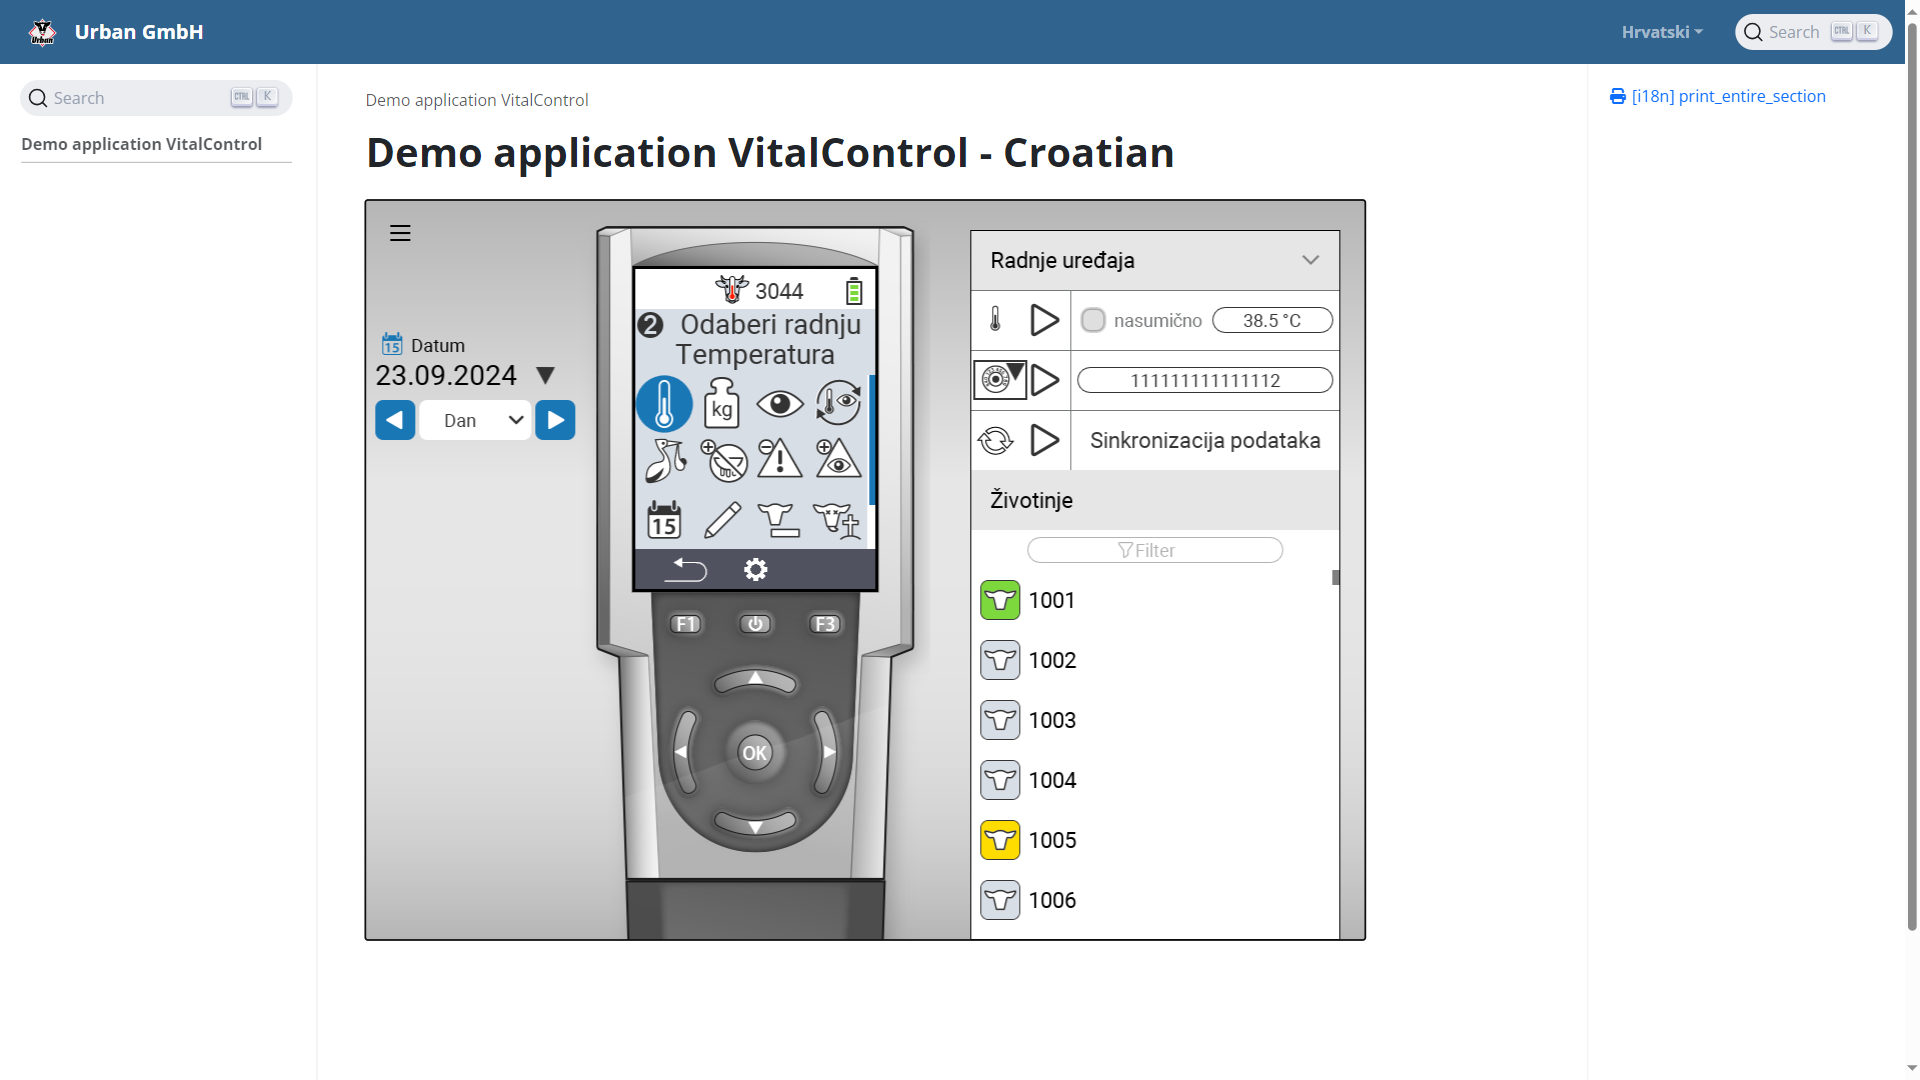 Urban GmbH
Hrvatski
Search CTRL K
Search CTRL K
Demo application VitalControl
Demo application VitalControl
Demo application VitalControl - Croatian
[i18n] print_entire_section
15 Datum
23.09.2024
Dan
3044
2 Odaberi radnju
Temperatura
kg
15
F1 F3
OK
Radnje uređaja
nasumično 38.5 °C
111111111111112
Sinkronizacija podataka
Životinje
Filter
1001
1002
1003
1004
1005
1006